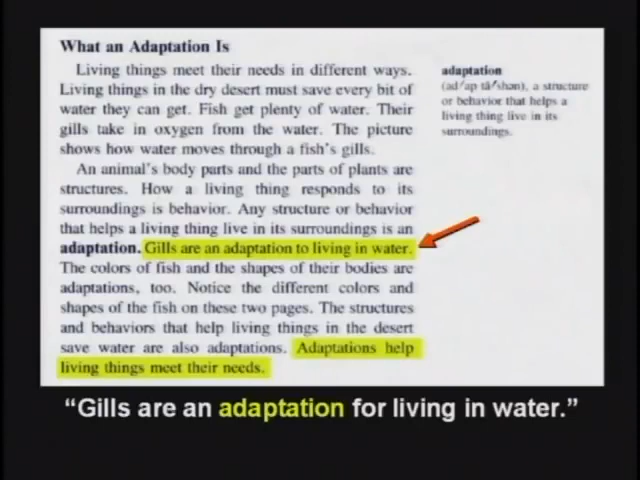 What an Adaptation Is
Living things meet their needs in different ways.
Living things in the dry desert must save every bit of
water they can get. Fish get plenty of water. Their
gills take in oxygen from the water. The picture
shows how water moves through a fish's gills.
An animal's body parts and the parts of plants are
structures. How a living thing responds to its
surroundings is behavior. Any structure or behavior
that helps a living thing live in its surroundings is an
adaptation. Gills are an adaptation to living in water.
The colors of fish and the shapes of their bodies are
adaptations, too. Notice the different colors and
shapes of the fish on these two pages. The structures
and behaviors that help living things in the desert
save water are also adaptations. Adaptations help
living things meet their needs.
adaptation
(ad/ap tā/shən), a structure
or behavior that helps a
living thing live in its
surroundings.
“Gills are an adaptation for living in water.”